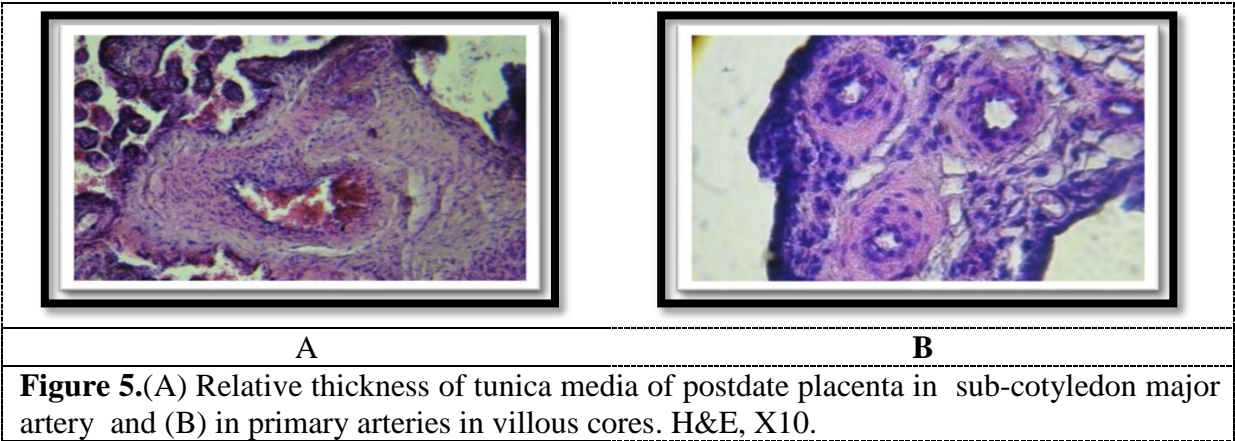 A
B
Figure 5.(A) Relative thickness of tunica media of postdate placenta in sub-cotyledon major
artery and (B) in primary arteries in villous cores. H&E, X10.